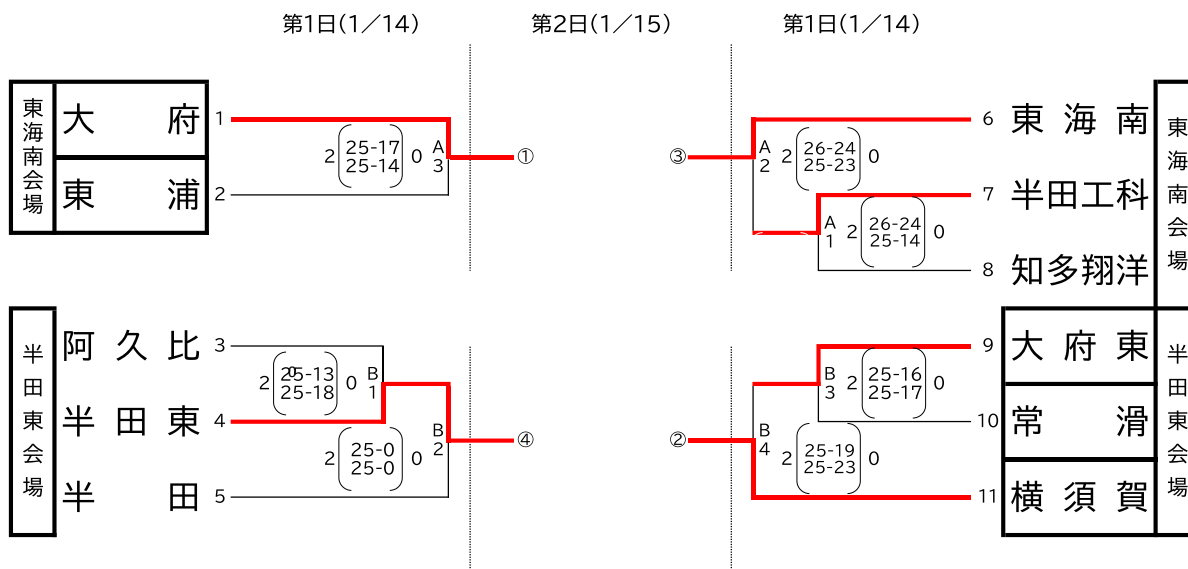 第1日(1／14)
第2日(1／15)
第1日(1／14)
東海南会場
大府 1
東浦 2
2 25-17 0
25-14
A
3
①
半田東会場
阿久比 3
半田東 4
半田 5
2 25-13 0
25-18
B
1
2 25-0 0
25-0
B
2
④
③
A
2
2 26-24 0
25-23
A
1
2 26-24 0
25-14
6 東海南
7 半田工科
8 知多翔洋
東海南会場
②
B
3
2 25-16 0
25-17
B
4
2 25-19 0
25-23
9 大府東
10 常滑
11 横須賀
半田東会場